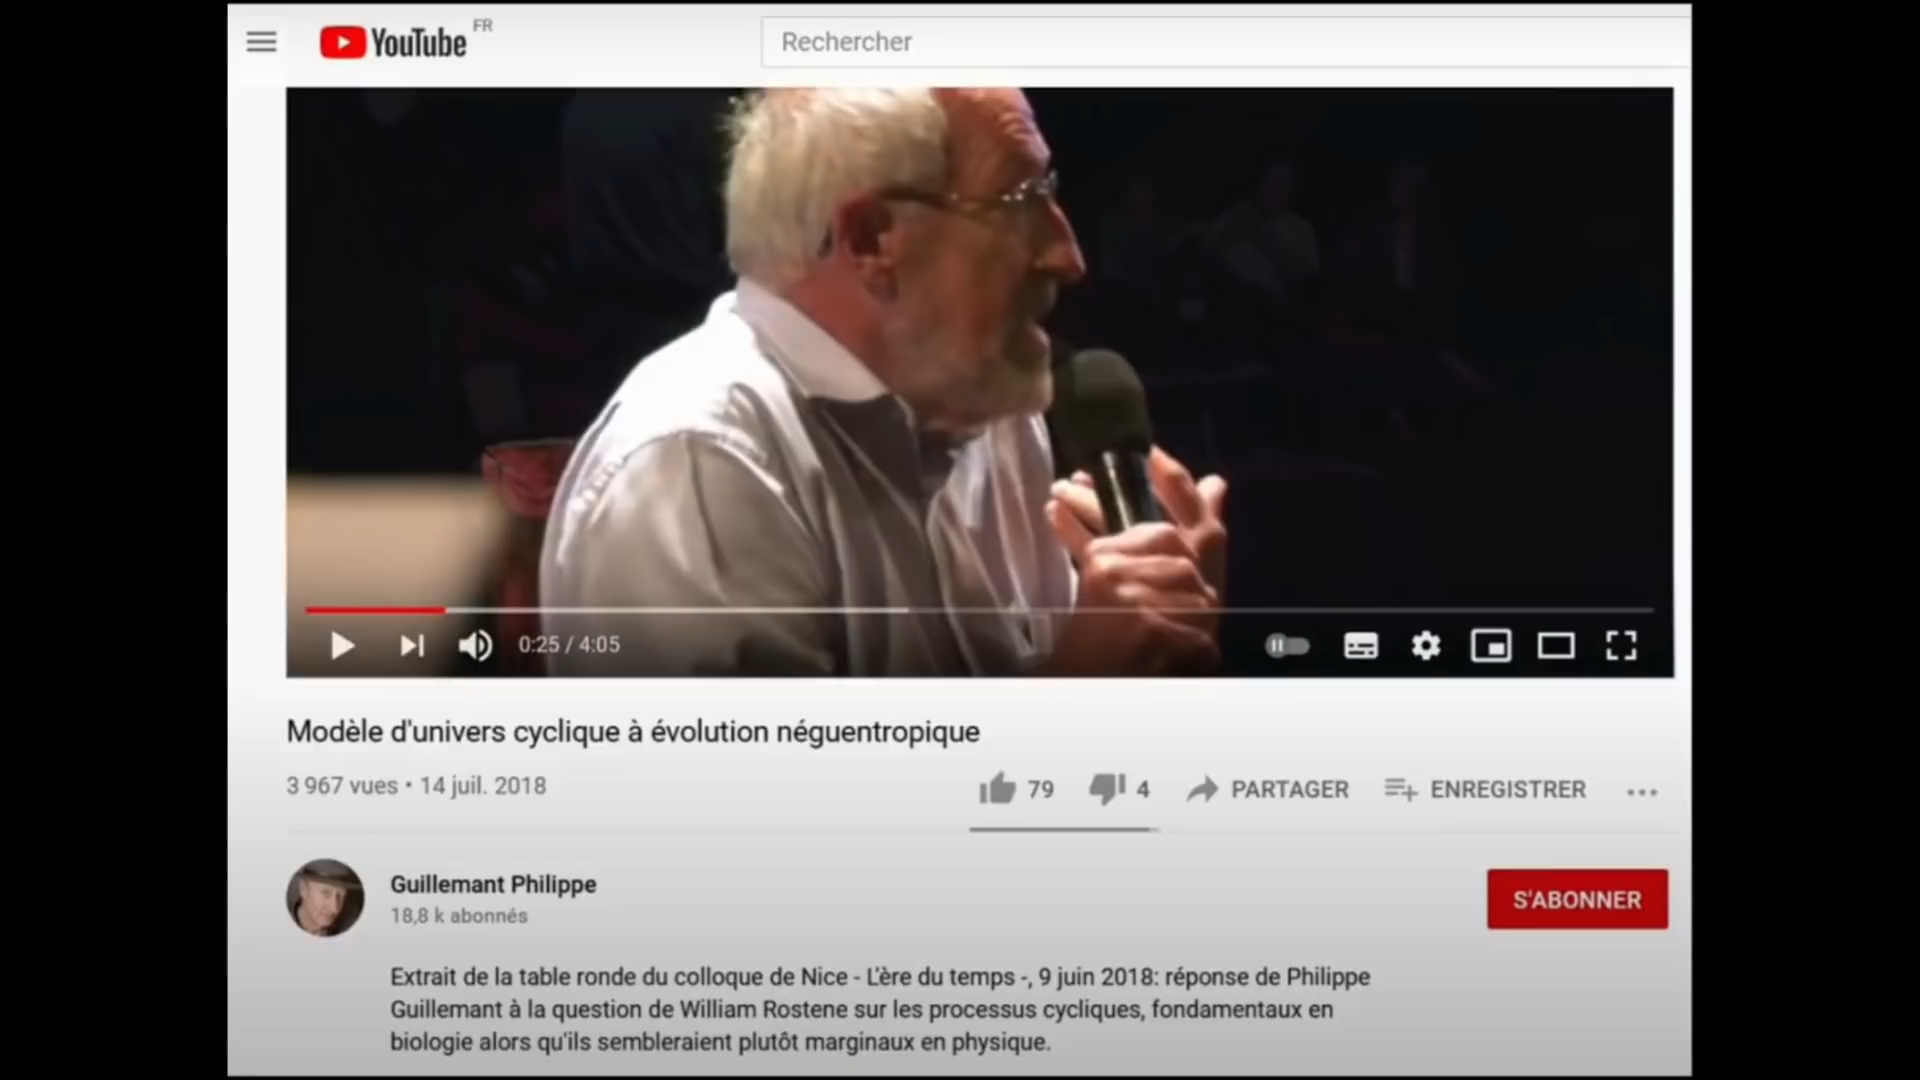 YouTube FR
Rechercher
0:25 / 4:05
Modèle d'univers cyclique à évolution néguentropique
3 967 vues • 14 juil. 2018
79
4
PARTAGER
ENREGISTRER
Guillemant Philippe
18,8 k abonnés
S'ABONNER
Extrait de la table ronde du colloque de Nice - L'ère du temps -, 9 juin 2018: réponse de Philippe
Guillemant à la question de William Rostene sur les processus cycliques, fondamentaux en
biologie alors qu'ils sembleraient plutôt marginaux en physique.